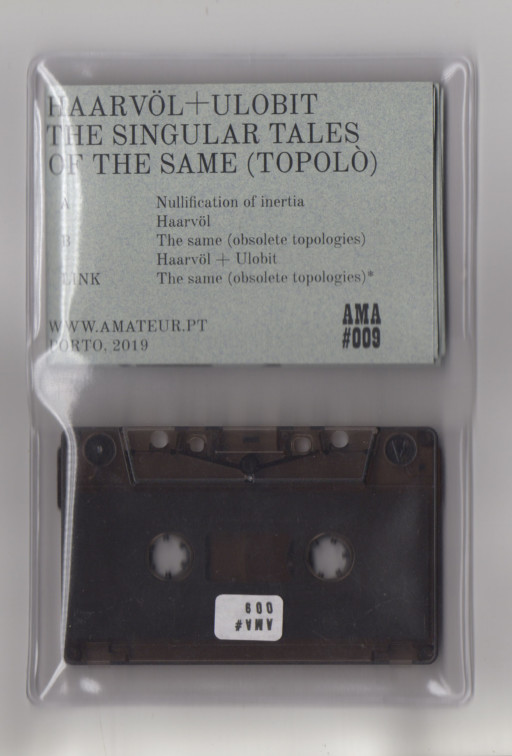 HAARVÖL+ULOBIT
THE SINGULAR TALES
OF THE SAME (TOPOLÒ)
A Nullification of inertia
Haarvöl
B The same (obsolete topologies)
Haarvöl + Ulobit
LINK The same (obsolete topologies)*
WWW.AMATEUR.PT
PORTO, 2019
AMA
#009
AMA#
009